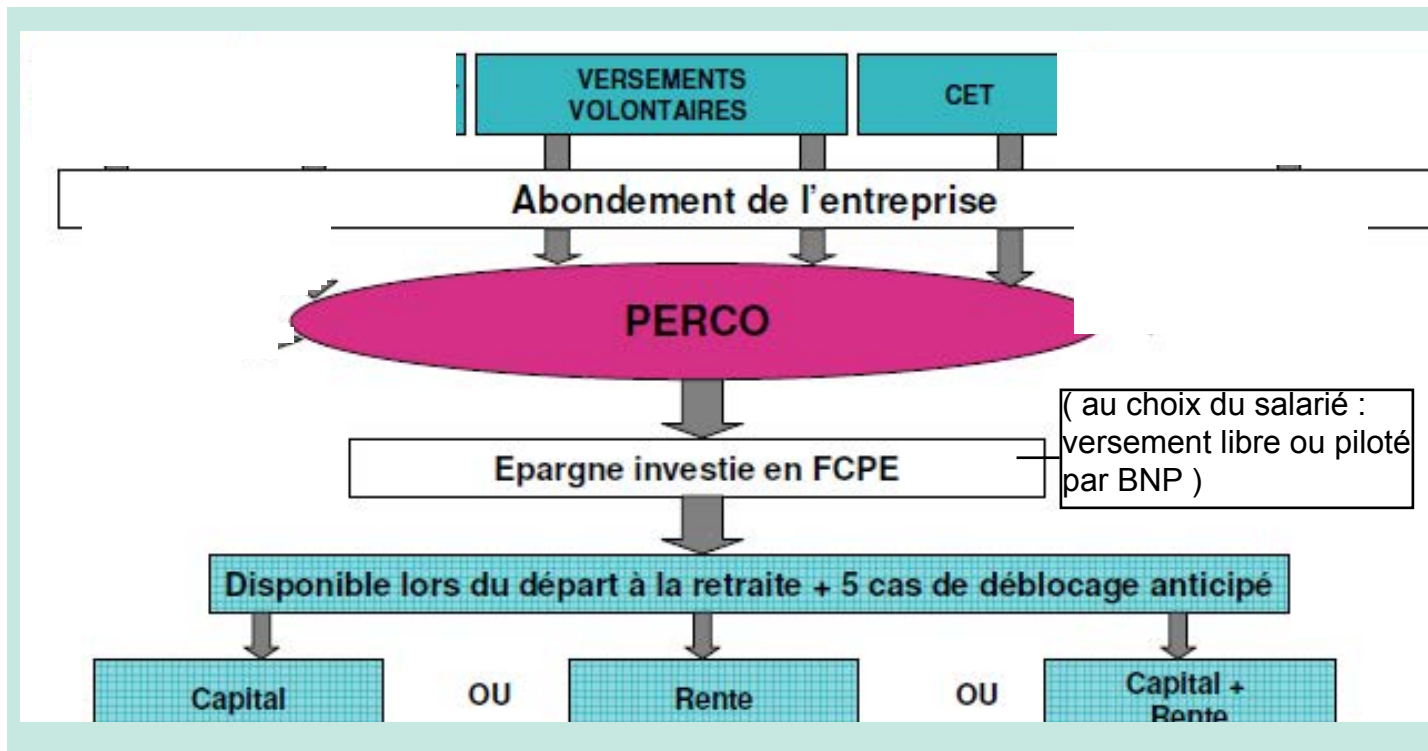 VERSEMENTS
VOLONTAIRES
CET
Abondement de l'entreprise
PERCO
( au choix du salarié :
versement libre ou piloté
par BNP )
Epargne investie en FCPE
Disponible lors du départ à la retraite + 5 cas de déblocage anticipé
Capital
OU
Rente
OU
Capital +
Rente